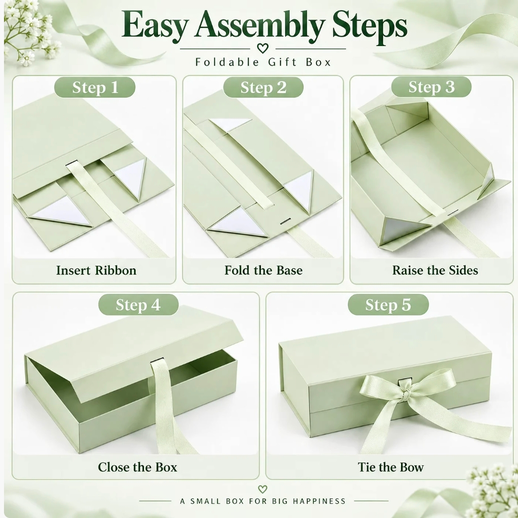 Easy Assembly Steps
Foldable Gift Box
Step 1
Insert Ribbon
Step 2
Fold the Base
Step 3
Raise the Sides
Step 4
Close the Box
Step 5
Tie the Bow
A SMALL BOX FOR BIG HAPPINESS